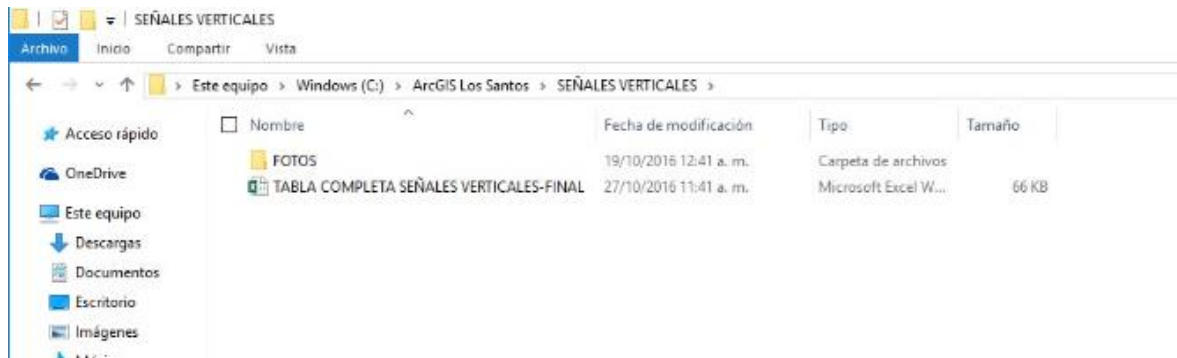 SEÑALES VERTICALES
Archivo Inicio Compartir Vista
Este equipo > Windows (C:) > ArcGIS Los Santos > SEÑALES VERTICALES >
Nombre Fecha de modificación Tipo Tamaño
Acceso rápido
FOTOS 19/10/2016 12:41 a. m. Carpeta de archivos
OneDrive
TABLA COMPLETA SEÑALES VERTICALES-FINAL 27/10/2016 11:41 a. m. Microsoft Excel W... 66 KB
Este equipo
Descargas
Documentos
Escritorio
Imágenes